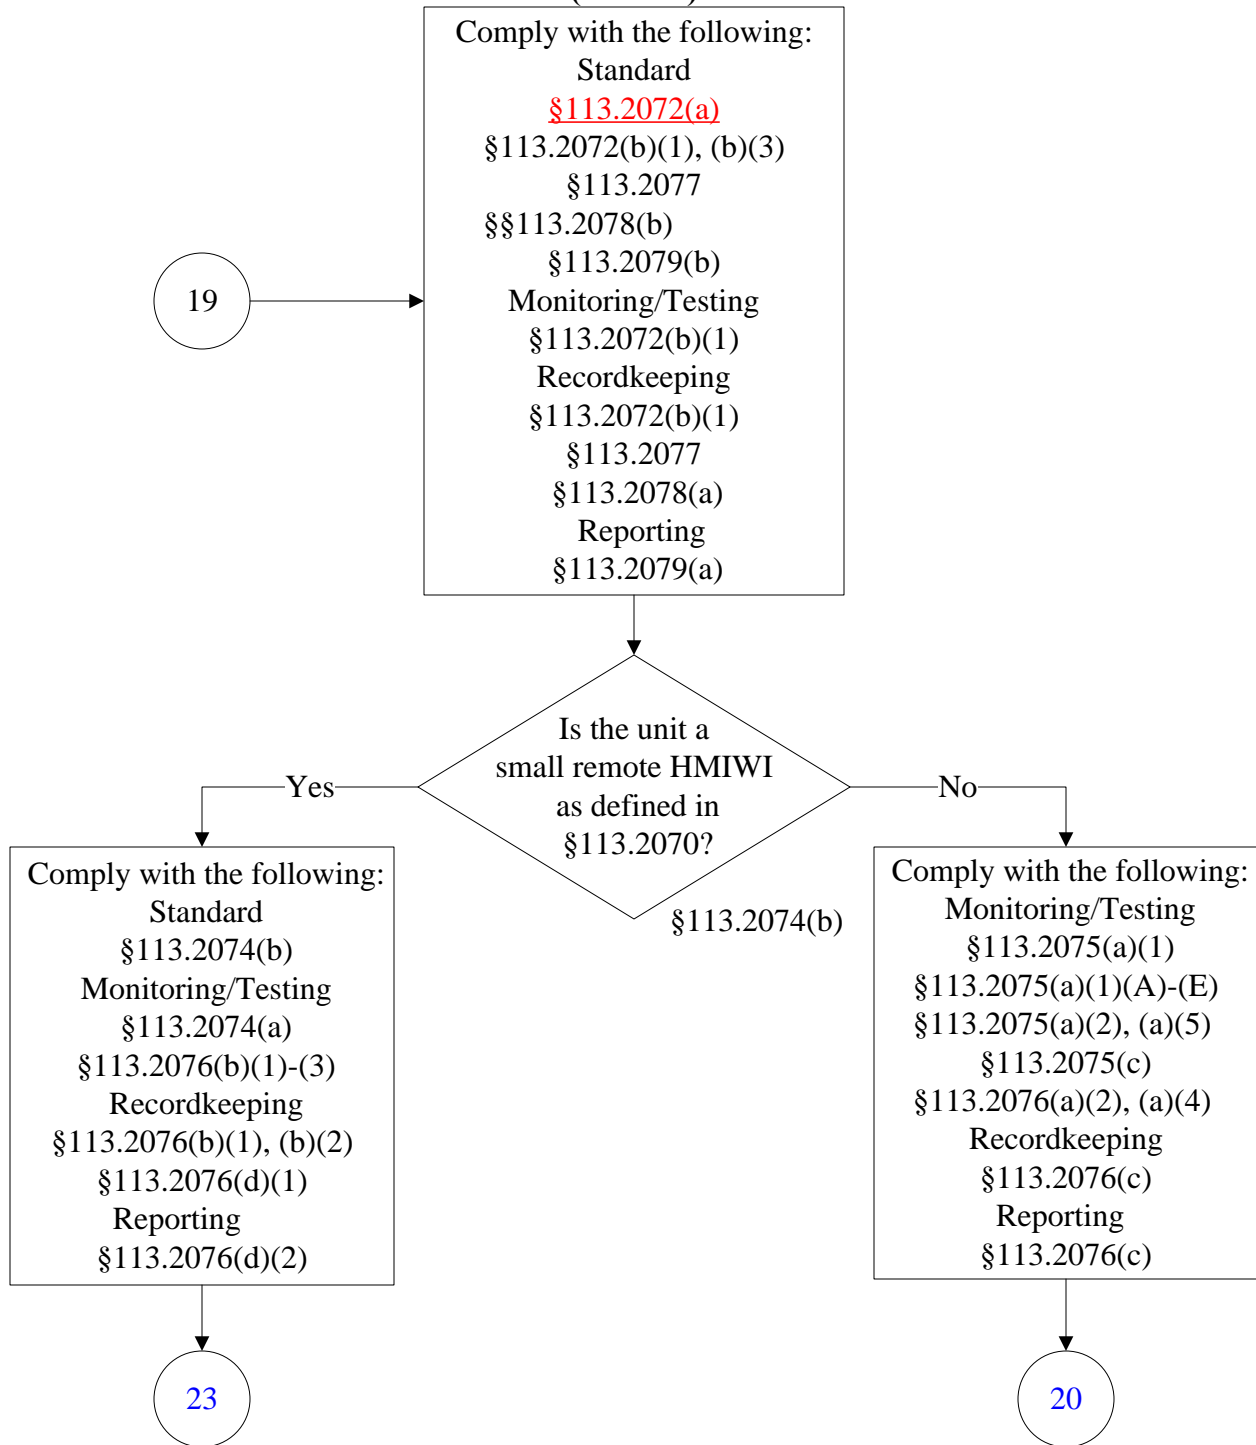 Comply with the following:
Standard
§113.2072(a)
§113.2072(b)(1), (b)(3)
§113.2077
§§113.2078(b)
§113.2079(b)
Monitoring/Testing
§113.2072(b)(1)
Recordkeeping
§113.2072(b)(1)
§113.2077
§113.2078(a)
Reporting
§113.2079(a)
19
Is the unit a
small remote HMIWI
as defined in
§113.2070?
§113.2074(b)
Yes
No
Comply with the following:
Standard
§113.2074(b)
Monitoring/Testing
§113.2074(a)
§113.2076(b)(1)-(3)
Recordkeeping
§113.2076(b)(1), (b)(2)
§113.2076(d)(1)
Reporting
§113.2076(d)(2)
23
Comply with the following:
Monitoring/Testing
§113.2075(a)(1)
§113.2075(a)(1)(A)-(E)
§113.2075(a)(2), (a)(5)
§113.2075(c)
§113.2076(a)(2), (a)(4)
Recordkeeping
§113.2076(c)
Reporting
§113.2076(c)
20